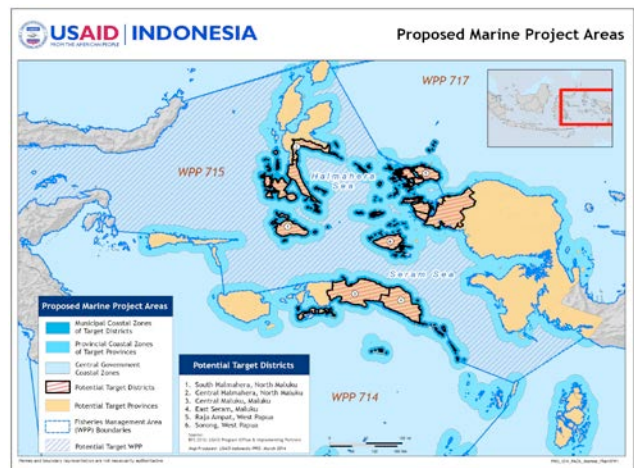 USAID | INDONESIA
FROM THE AMERICAN PEOPLE
Proposed Marine Project Areas
WPP 717
WPP 715
Halmahera
Sea
Seram Sea
WPP 714
Proposed Marine Project Areas
Municipal Coastal Zones
of Target Districts
Provincial Coastal Zones
of Target Provinces
Central Government
Coastal Zones
Potential Target Districts
Potential Target Provinces
Fisheries Management Area
(WPP) Boundaries
Potential Target WPP
Potential Target Districts
1. South Halmahera, North Maluku
2. Central Halmahera, North Maluku
3. Central Maluku, Maluku
4. East Seram, Maluku
5. Raja Ampat, West Papua
6. Sorong, West Papua